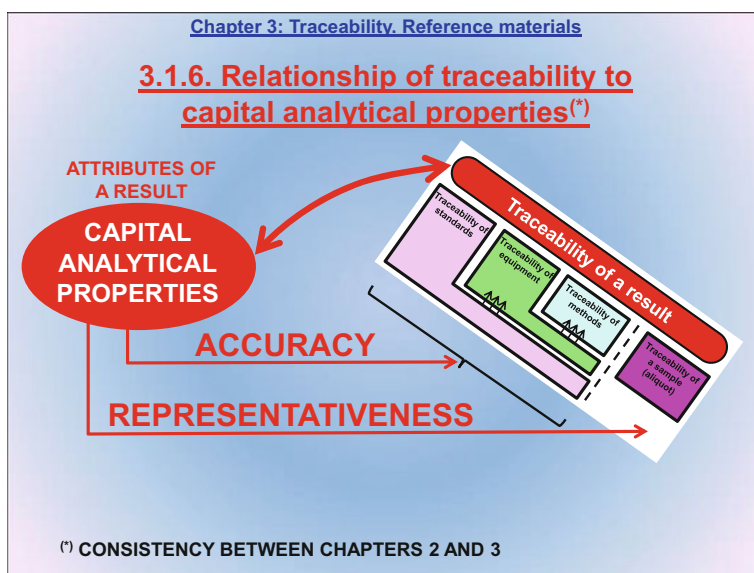 Chapter 3: Traceability. Reference materials
3.1.6. Relationship of traceability to
capital analytical properties(*)
ATTRIBUTES OF
A RESULT
CAPITAL
ANALYTICAL
PROPERTIES
Traceability of a result
Traceability of
standards
Traceability of
equipment
Traceability of
methods
Traceability of
a sample
(aliquot)
ACCURACY
REPRESENTATIVENESS
(*) CONSISTENCY BETWEEN CHAPTERS 2 AND 3